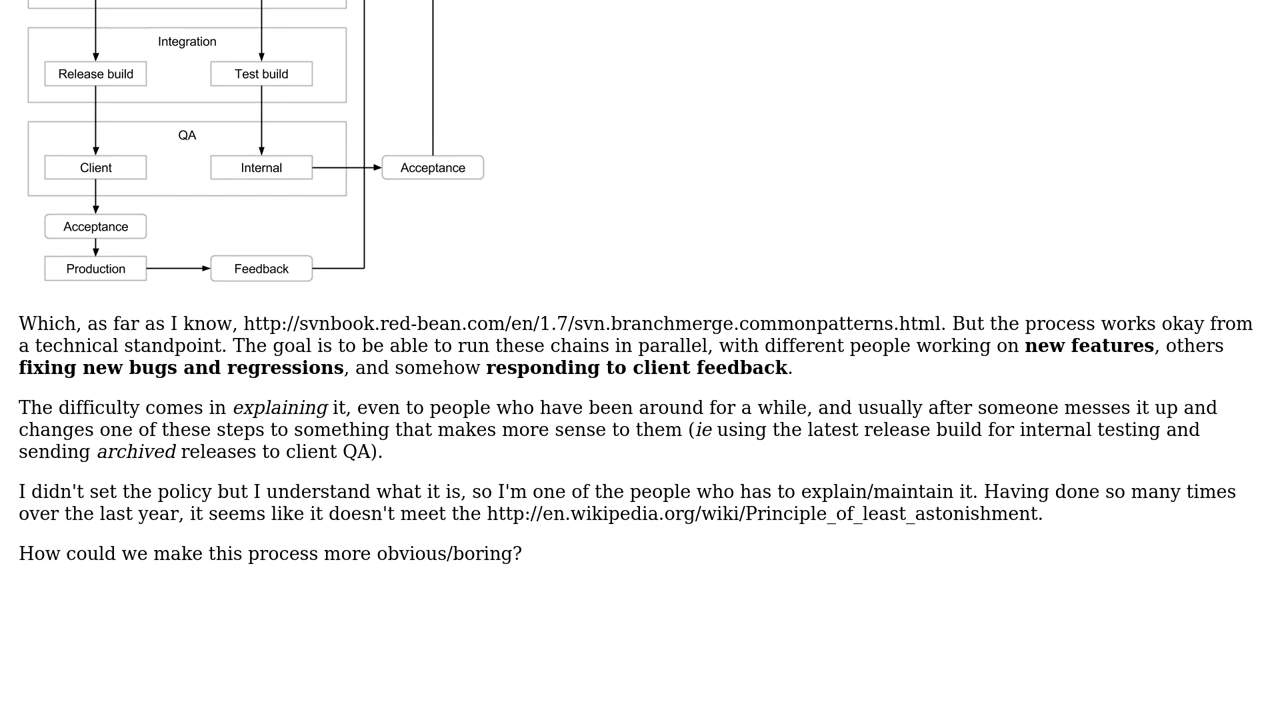 Integration
Release build Test build
QA
Client Internal Acceptance
Acceptance
Production Feedback
Which, as far as I know, http://svnbook.red-bean.com/en/1.7/svn.branchmerge.commonpatterns.html. But the process works okay from
a technical standpoint. The goal is to be able to run these chains in parallel, with different people working on new features, others
fixing new bugs and regressions, and somehow responding to client feedback.
The difficulty comes in explaining it, even to people who have been around for a while, and usually after someone messes it up and
changes one of these steps to something that makes more sense to them (ie using the latest release build for internal testing and
sending archived releases to client QA).
I didn't set the policy but I understand what it is, so I'm one of the people who has to explain/maintain it. Having done so many times
over the last year, it seems like it doesn't meet the http://en.wikipedia.org/wiki/Principle_of_least_astonishment.
How could we make this process more obvious/boring?